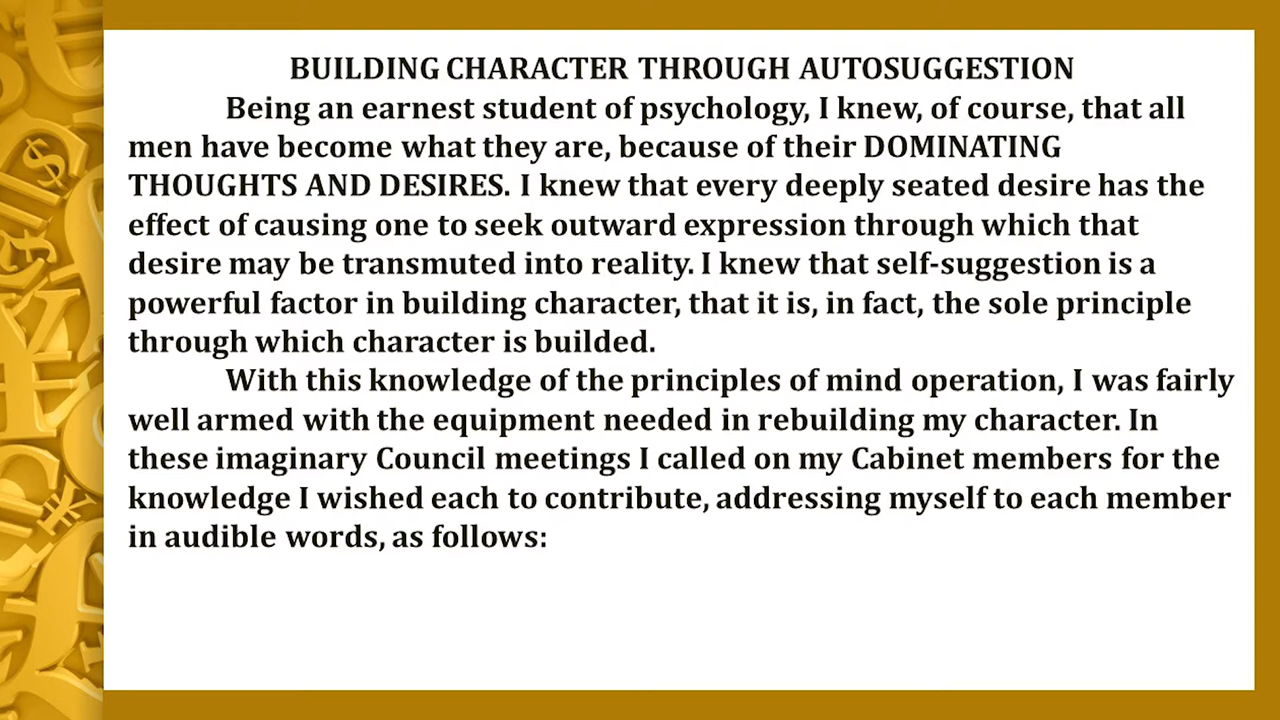 BUILDING CHARACTER THROUGH AUTOSUGGESTION
Being an earnest student of psychology, I knew, of course, that all
men have become what they are, because of their DOMINATING
THOUGHTS AND DESIRES. I knew that every deeply seated desire has the
effect of causing one to seek outward expression through which that
desire may be transmuted into reality. I knew that self-suggestion is a
powerful factor in building character, that it is, in fact, the sole principle
through which character is builded.
With this knowledge of the principles of mind operation, I was fairly
well armed with the equipment needed in rebuilding my character. In
these imaginary Council meetings I called on my Cabinet members for the
knowledge I wished each to contribute, addressing myself to each member
in audible words, as follows: